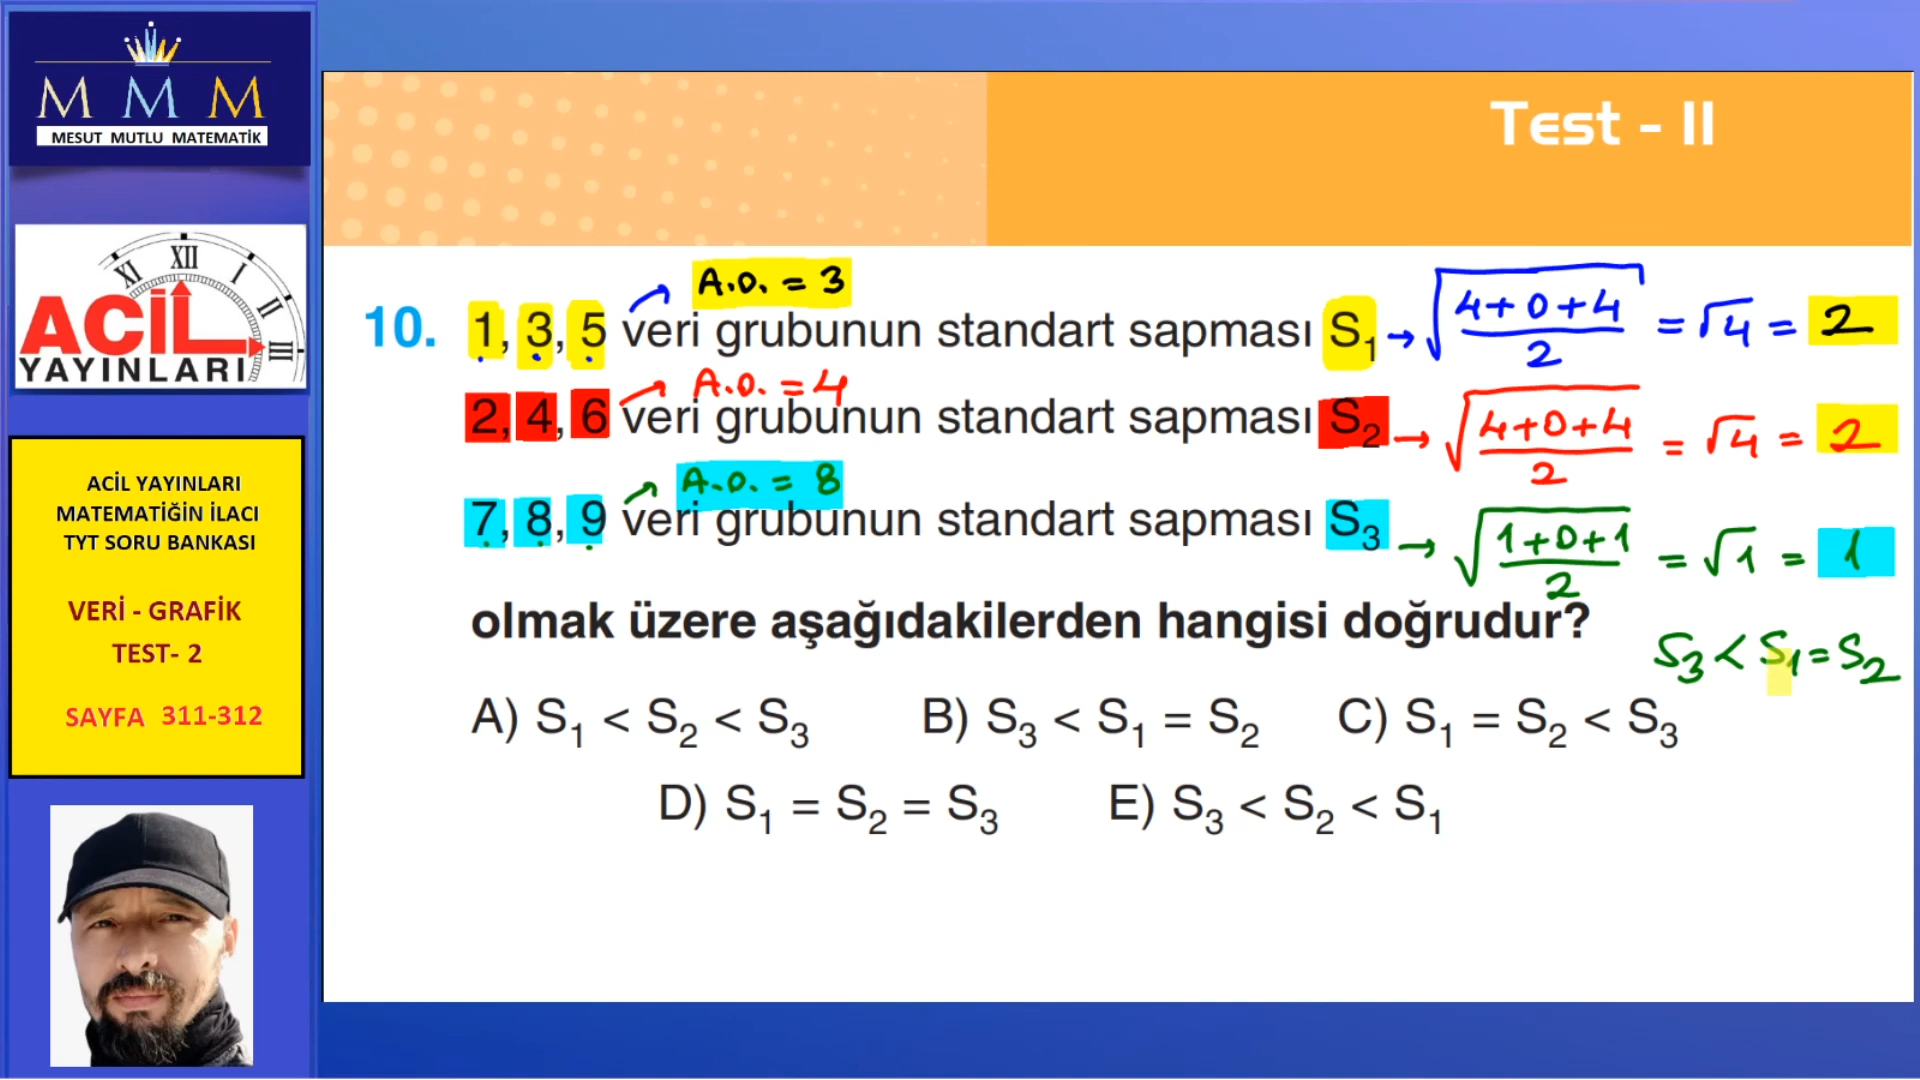 M M M
MESUT MUTLU MATEMATİK
XI XII I II III
ACİL
YAYINLARI
ACİL YAYINLARI
MATEMATİĞİN İLACI
TYT SORU BANKASI
VERİ - GRAFİK
TEST- 2
SAYFA 311-312
Test - II
A.O. = 3
10. 1, 3, 5 veri grubunun standart sapması S₁ → √((4+0+4)/2) = √4 = 2
A.O. = 4
2, 4, 6 veri grubunun standart sapması S₂ → √((4+0+4)/2) = √4 = 2
A.O. = 8
7, 8, 9 veri grubunun standart sapması S₃ → √((1+0+1)/2) = √1 = 1
olmak üzere aşağıdakilerden hangisi doğrudur?
S₃ < S₁ = S₂
A) S₁ < S₂ < S₃ B) S₃ < S₁ = S₂ C) S₁ = S₂ < S₃
D) S₁ = S₂ = S₃ E) S₃ < S₂ < S₁